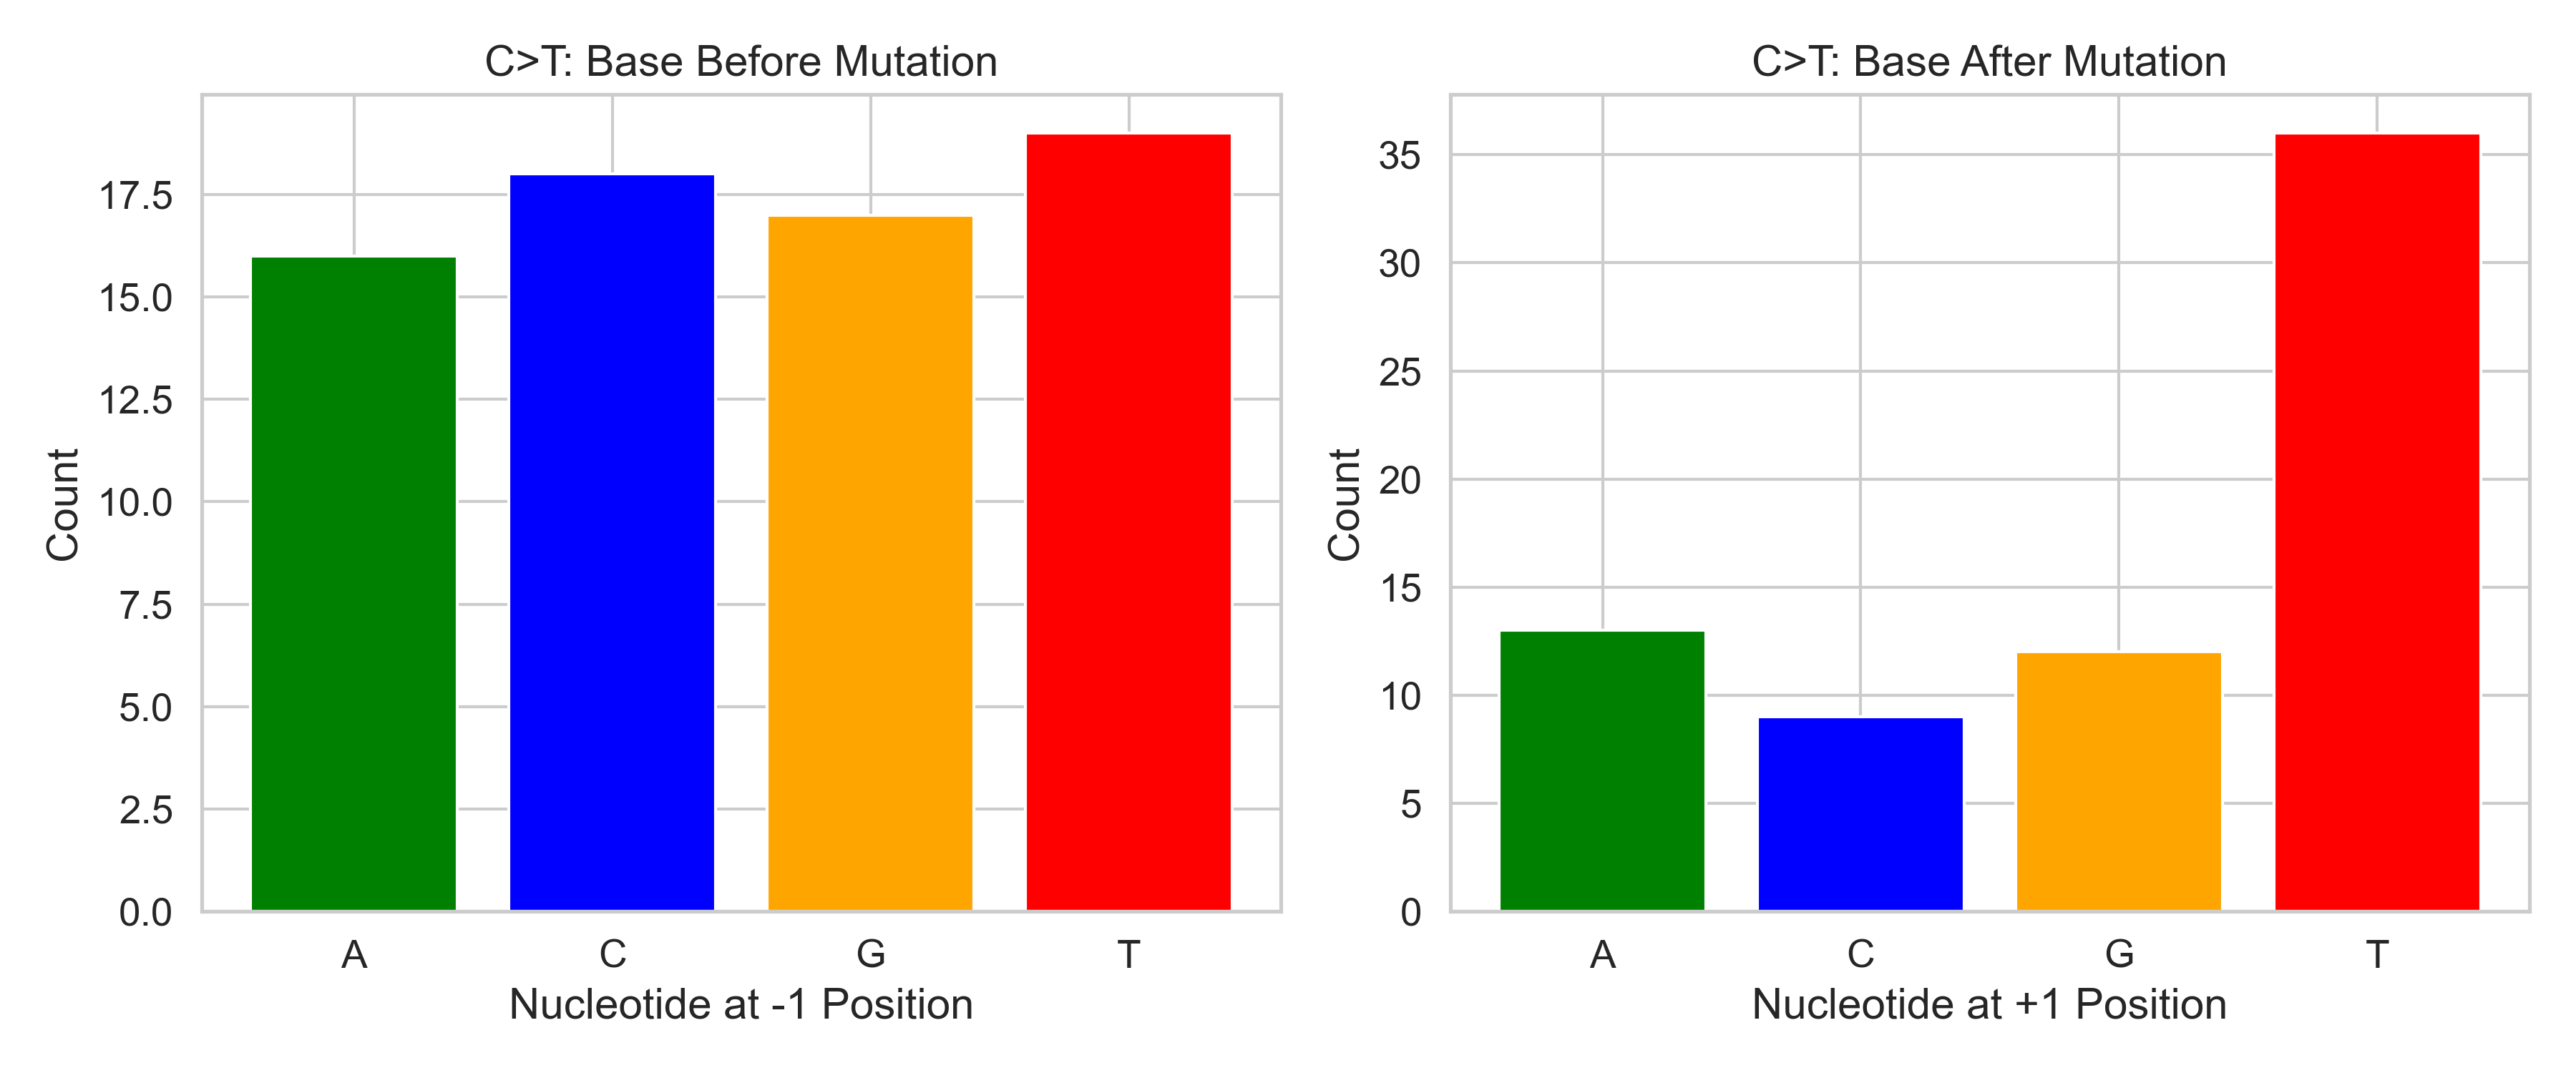 C>T: Base Before Mutation
Count
17.5
15.0
12.5
10.0
7.5
5.0
2.5
0.0
A C G T
Nucleotide at -1 Position
C>T: Base After Mutation
Count
35
30
25
20
15
10
5
0
A C G T
Nucleotide at +1 Position